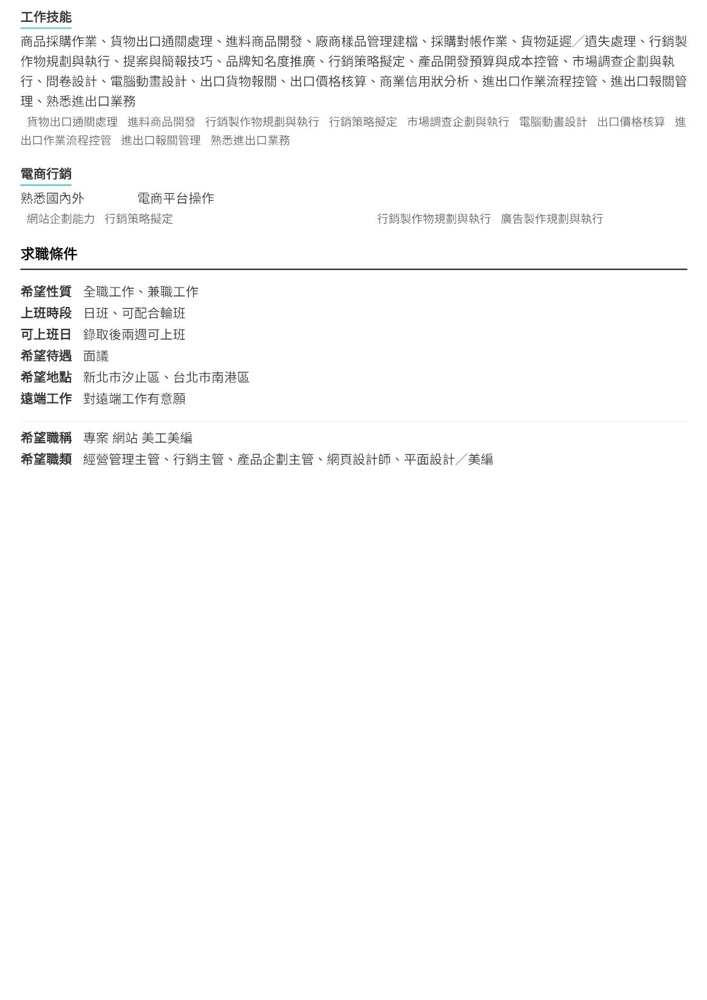 工作技能
商品採購作業、貨物出口通關處理、進料商品開發、廠商樣品管理建檔、採購對帳作業、貨物延遲╱遺失處理、行銷製
作物規劃與執行、提案與簡報技巧、品牌知名度推廣、行銷策略擬定、產品開發預算與成本控管、市場調查企劃與執
行、問卷設計、電腦動畫設計、出口貨物報關、出口價格核算、商業信用狀分析、進出口作業流程控管、進出口報關管
理、熟悉進出口業務
貨物出口通關處理 進料商品開發 行銷製作物規劃與執行 行銷策略擬定 市場調查企劃與執行 電腦動畫設計 出口價格核算 進
出口作業流程控管 進出口報關管理 熟悉進出口業務
電商行銷
熟悉國內外 電商平台操作
網站企劃能力 行銷策略擬定 行銷製作物規劃與執行 廣告製作規劃與執行
求職條件
希望性質 全職工作、兼職工作
上班時段 日班、可配合輪班
可上班日 錄取後兩週可上班
希望待遇 面議
希望地點 新北市汐止區、台北市南港區
遠端工作 對遠端工作有意願
希望職稱 專案 網站 美工美編
希望職類 經營管理主管、行銷主管、產品企劃主管、網頁設計師、平面設計╱美編